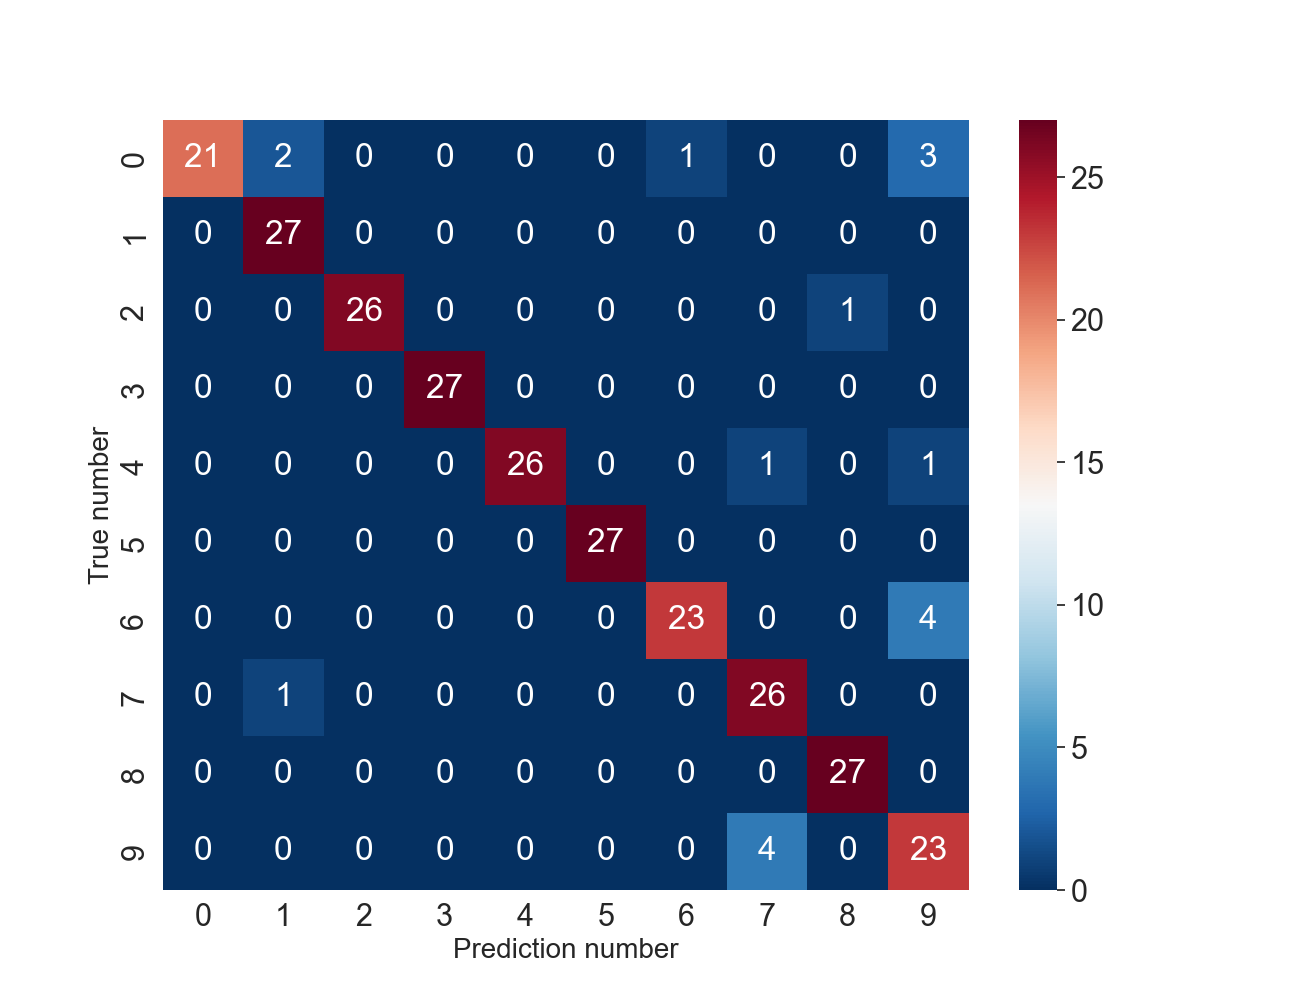 0 21 2 0 0 0 0 1 0 0 3
1 0 27 0 0 0 0 0 0 0 0
2 0 0 26 0 0 0 0 0 1 0
3 0 0 0 27 0 0 0 0 0 0
4 0 0 0 0 26 0 0 1 0 1
5 0 0 0 0 0 27 0 0 0 0
6 0 0 0 0 0 0 23 0 0 4
7 0 1 0 0 0 0 0 26 0 0
8 0 0 0 0 0 0 0 0 27 0
9 0 0 0 0 0 0 0 4 0 23
0 1 2 3 4 5 6 7 8 9
Prediction number
True number
25
20
15
10
5
0